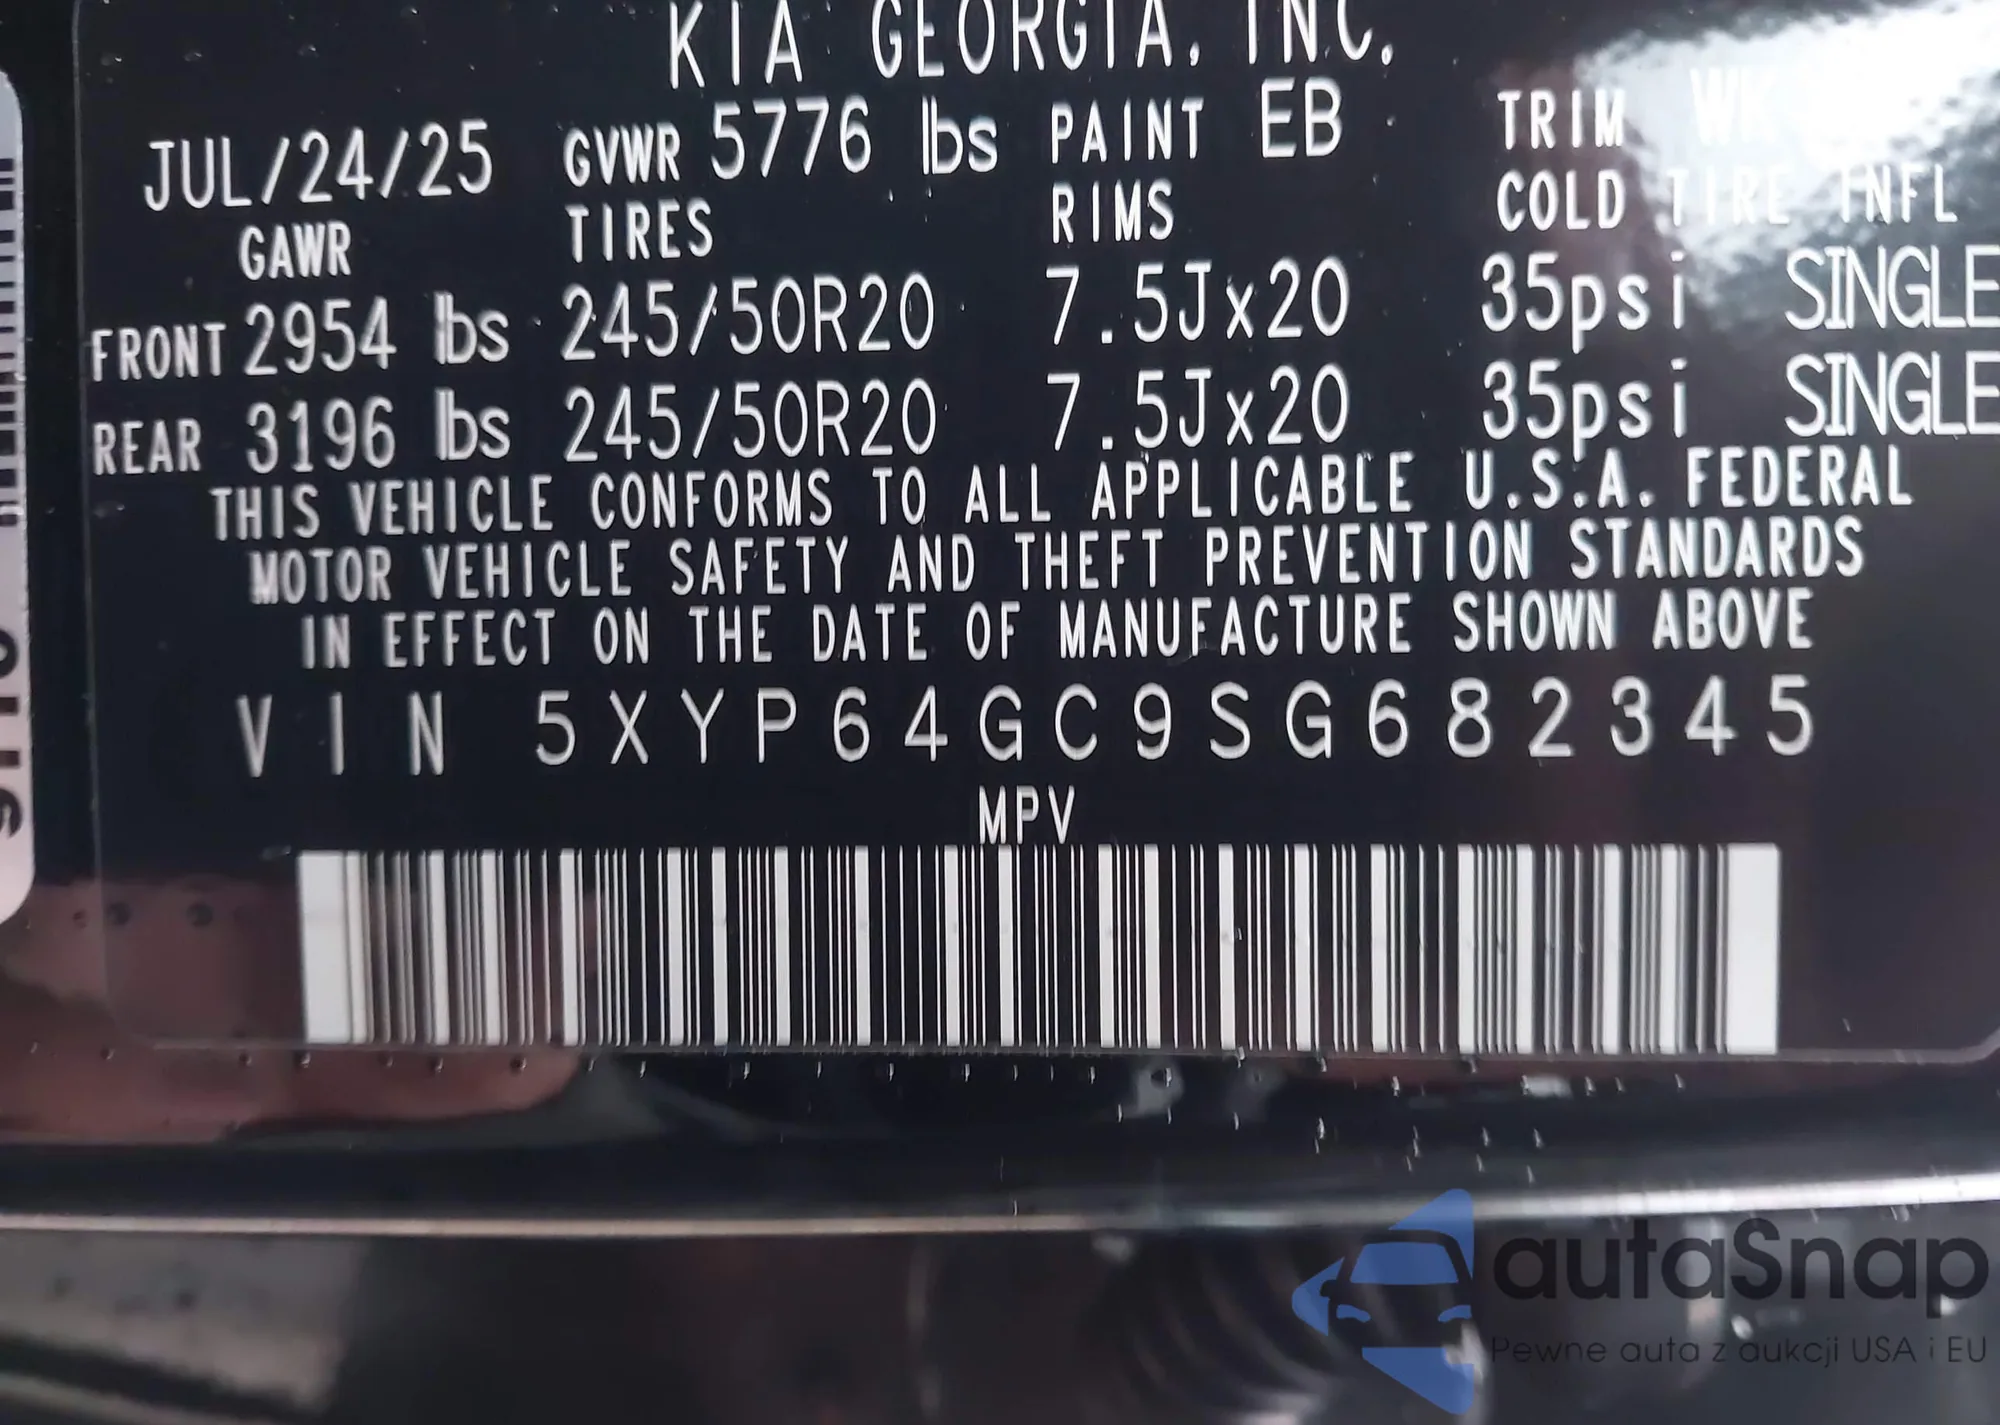 KIA GEORGIA, INC.
JUL/24/25 GVWR 5776 lbs PAINT EB TRIM WK
GAWR TIRES RIMS COLD TIRE INFL
FRONT 2954 lbs 245/50R20 7.5Jx20 35psi SINGLE
REAR 3196 lbs 245/50R20 7.5Jx20 35psi SINGLE
THIS VEHICLE CONFORMS TO ALL APPLICABLE U.S.A. FEDERAL
MOTOR VEHICLE SAFETY AND THEFT PREVENTION STANDARDS
IN EFFECT ON THE DATE OF MANUFACTURE SHOWN ABOVE
VIN 5XYP64GC9SG682345
MPV
autaSnap
Pewne auta z aukcji USA i EU